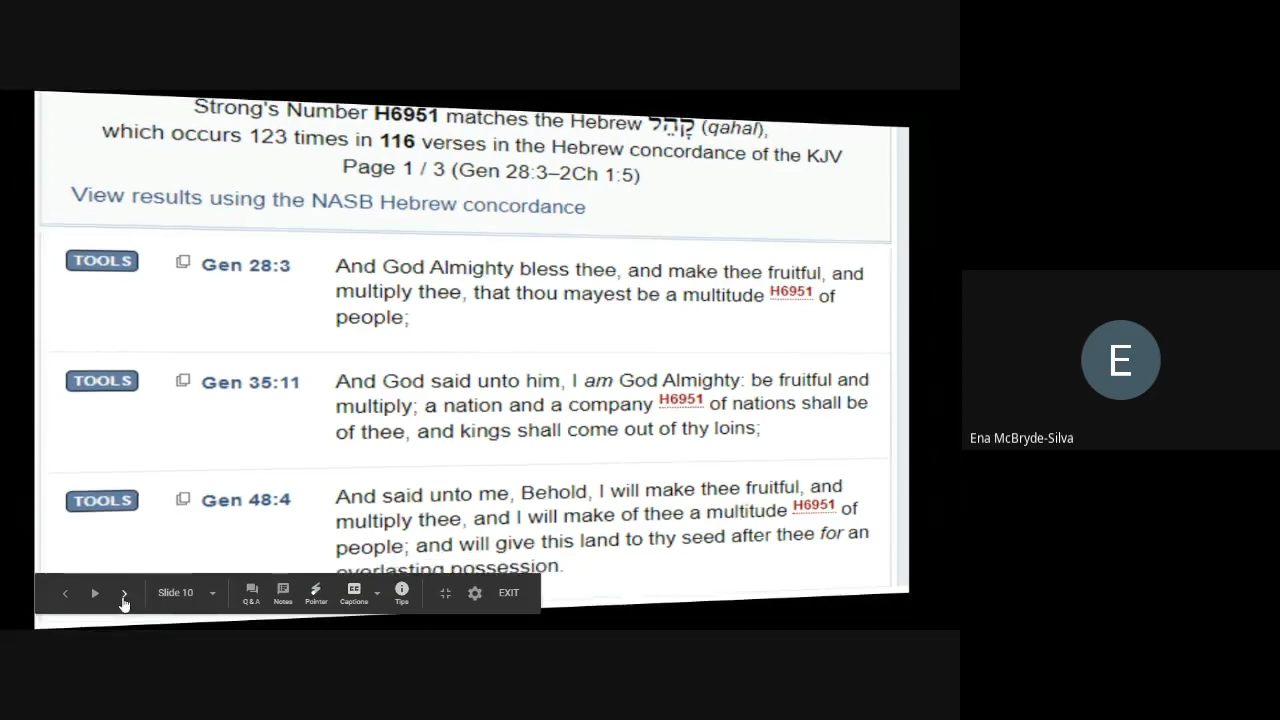 Strong's Number H6951 matches the Hebrew קָהֵל (qahal),
which occurs 123 times in 116 verses in the Hebrew concordance of the KJV
Page 1 / 3 (Gen 28:3–2Ch 1:5)
View results using the NASB Hebrew concordance
TOOLS Gen 28:3 And God Almighty bless thee, and make thee fruitful, and
multiply thee, that thou mayest be a multitude H6951 of
people;
TOOLS Gen 35:11 And God said unto him, I am God Almighty: be fruitful and
multiply; a nation and a company H6951 of nations shall be
of thee, and kings shall come out of thy loins;
TOOLS Gen 48:4 And said unto me, Behold, I will make thee fruitful, and
multiply thee, and I will make of thee a multitude H6951 of
people; and will give this land to thy seed after thee for an
everlasting possession.
Slide 10 Q&A Notes Pointer Captions Tips EXIT
E
Ena McBryde-Silva